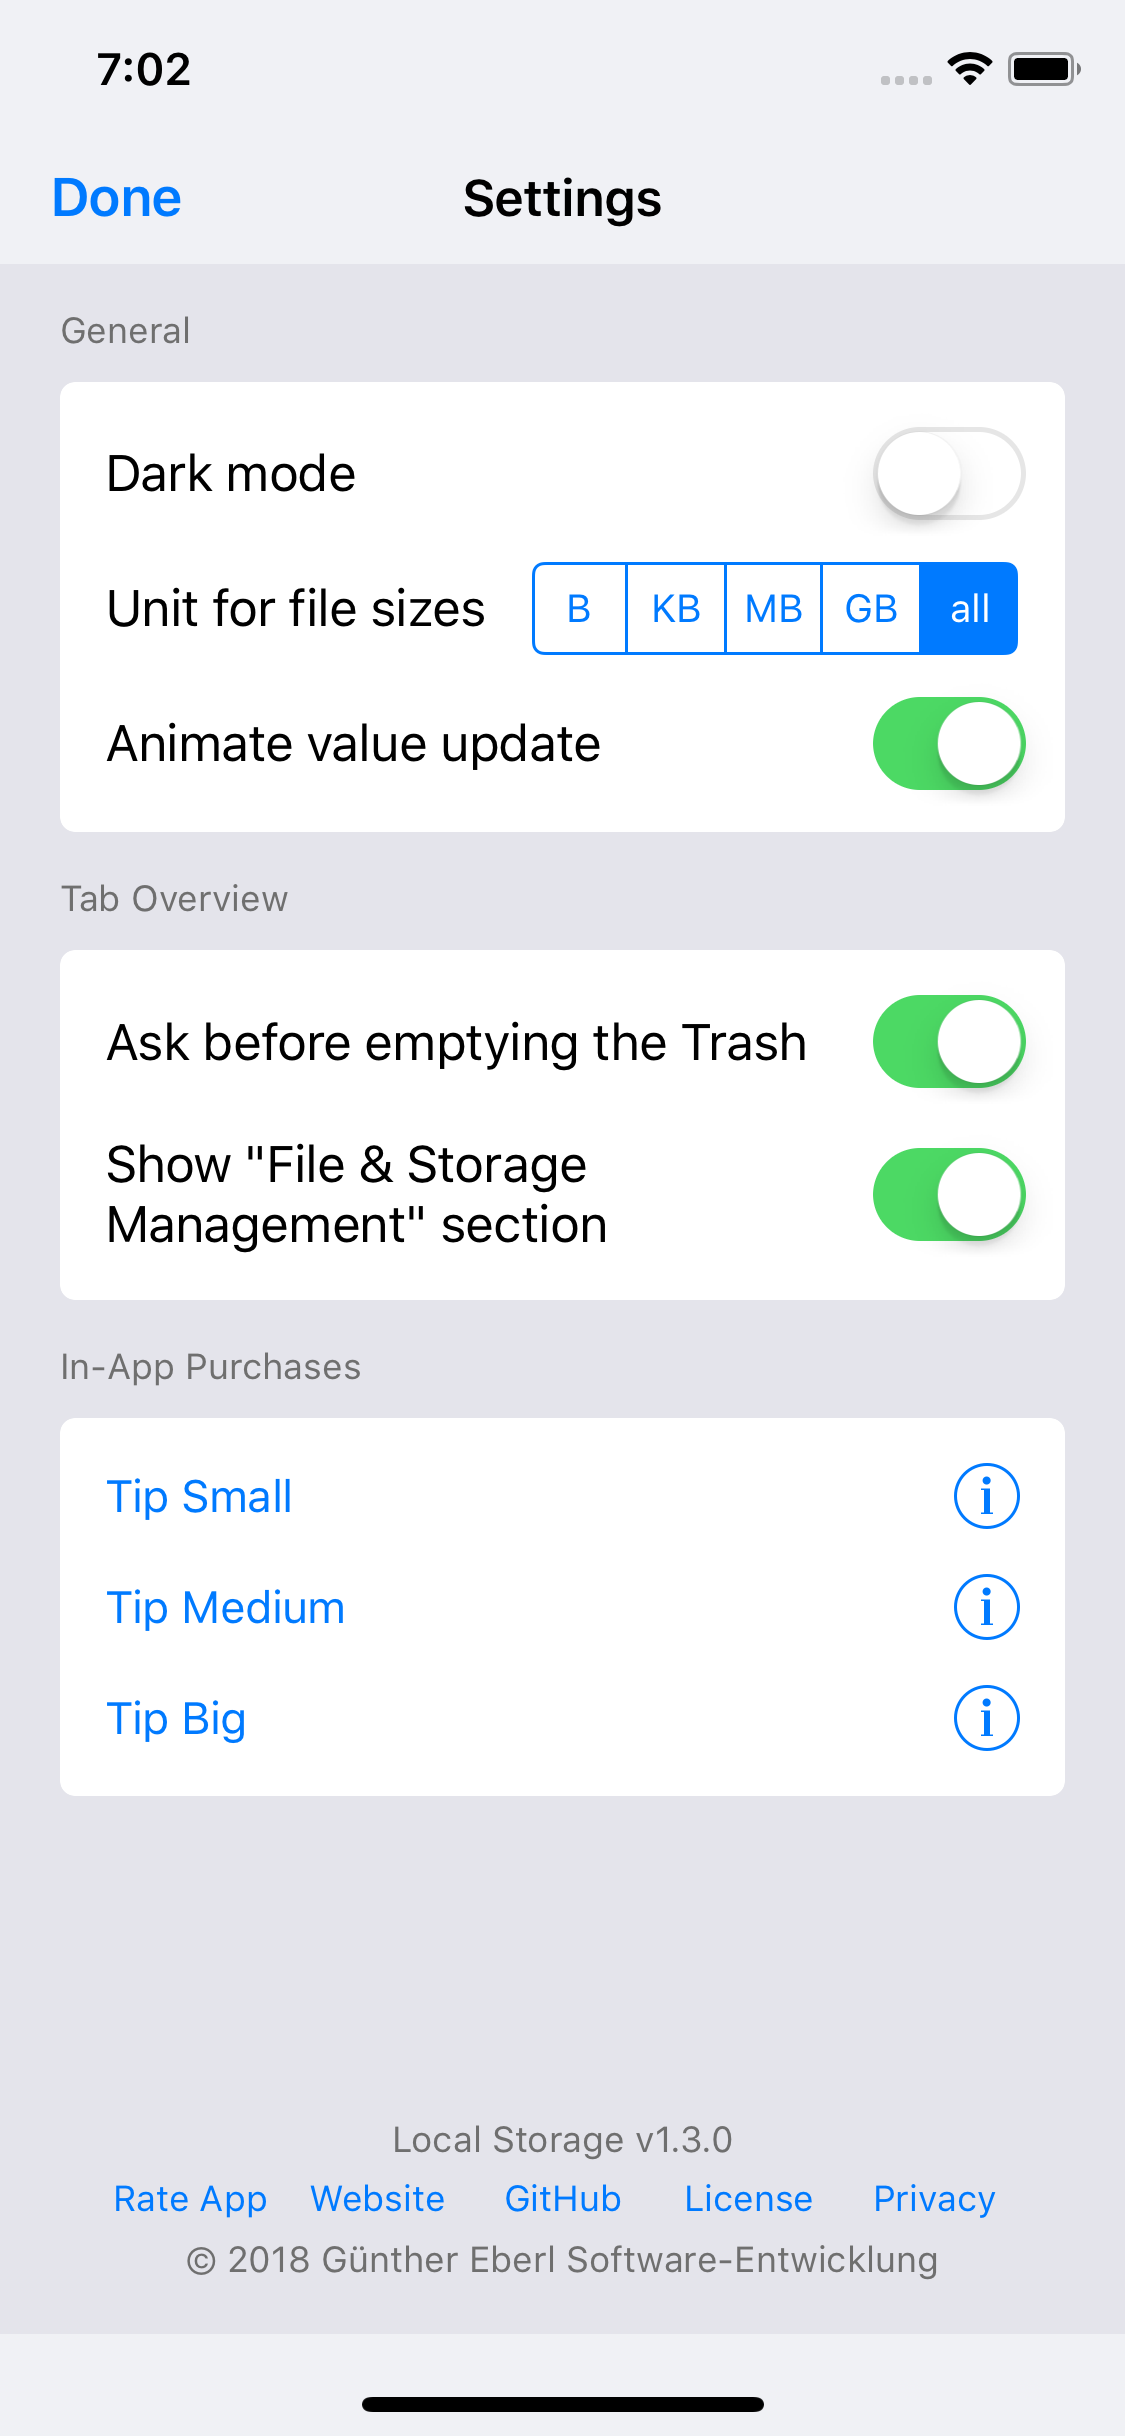 7:02
Done
Settings
General
Dark mode
Unit for file sizes
B KB MB GB all
Animate value update
Tab Overview
Ask before emptying the Trash
Show "File & Storage
Management" section
In-App Purchases
Tip Small
Tip Medium
Tip Big
Local Storage v1.3.0
Rate App Website GitHub License Privacy
© 2018 Günther Eberl Software-Entwicklung